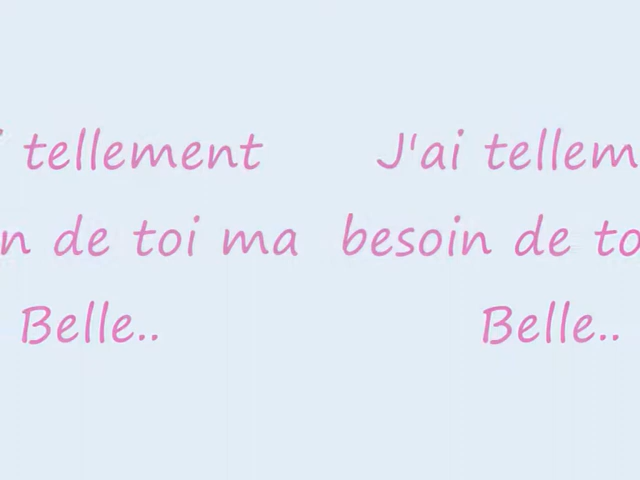 i tellement J'ai tellem
n de toi ma besoin de to
Belle.. Belle..